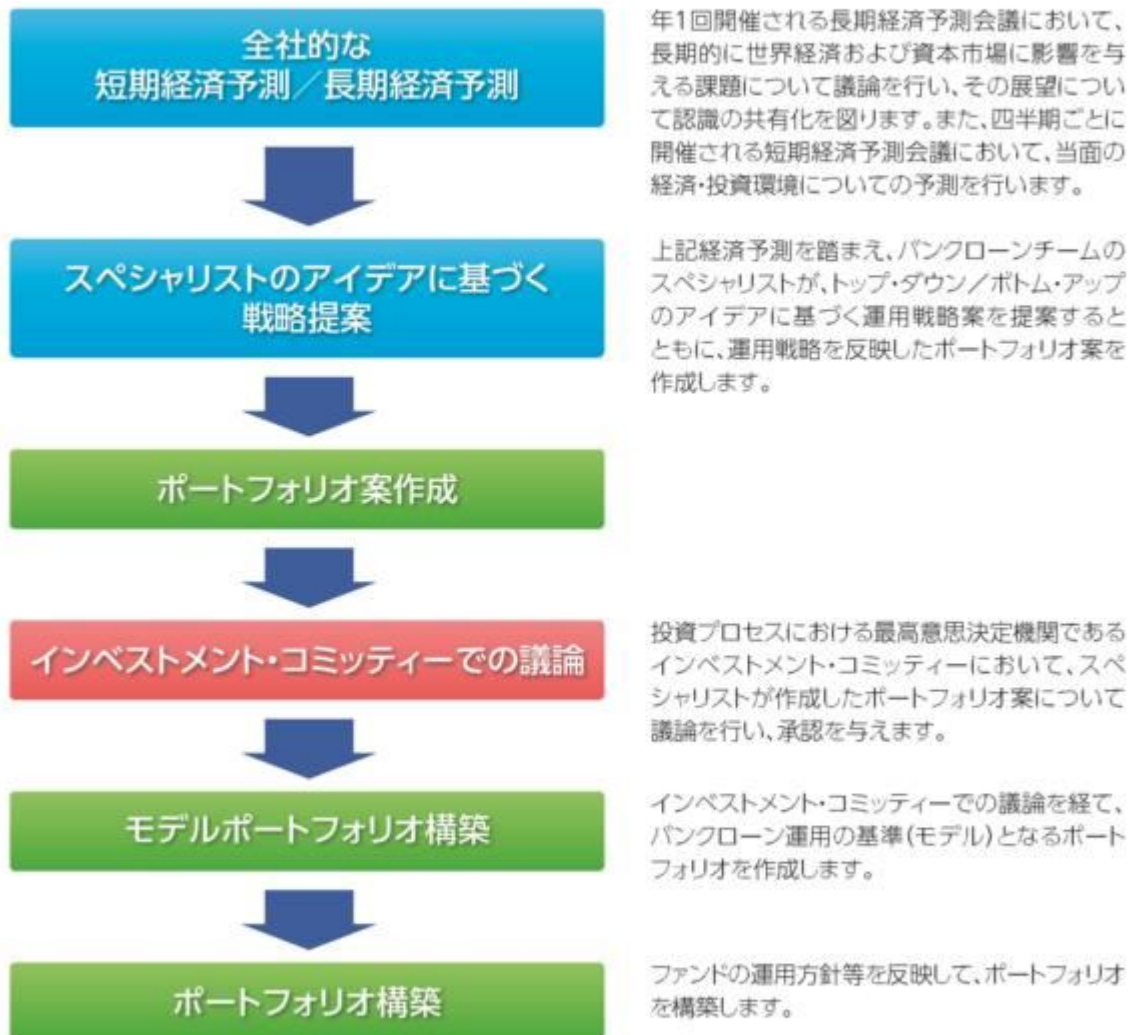 全社的な
短期経済予測／長期経済予測
年1回開催される長期経済予測会議において、
長期的に世界経済および資本市場に影響を与
える課題について議論を行い、その展望につい
て認識の共有化を図ります。また、四半期ごとに
開催される短期経済予測会議において、当面の
経済・投資環境についての予測を行います。
スペシャリストのアイデアに基づく
戦略提案
上記経済予測を踏まえ、バンクローンチームの
スペシャリストが、トップ・ダウン／ボトム・アップ
のアイデアに基づく運用戦略案を提案すると
ともに、運用戦略を反映したポートフォリオ案を
作成します。
ポートフォリオ案作成
インベストメント・コミッティーでの議論
投資プロセスにおける最高意思決定機関である
インベストメント・コミッティーにおいて、スペ
シャリストが作成したポートフォリオ案について
議論を行い、承認を与えます。
モデルポートフォリオ構築
インベストメント・コミッティーでの議論を経て、
バンクローン運用の基準(モデル)となるポート
フォリオを作成します。
ポートフォリオ構築
ファンドの運用方針等を反映して、ポートフォリオ
を構築します。